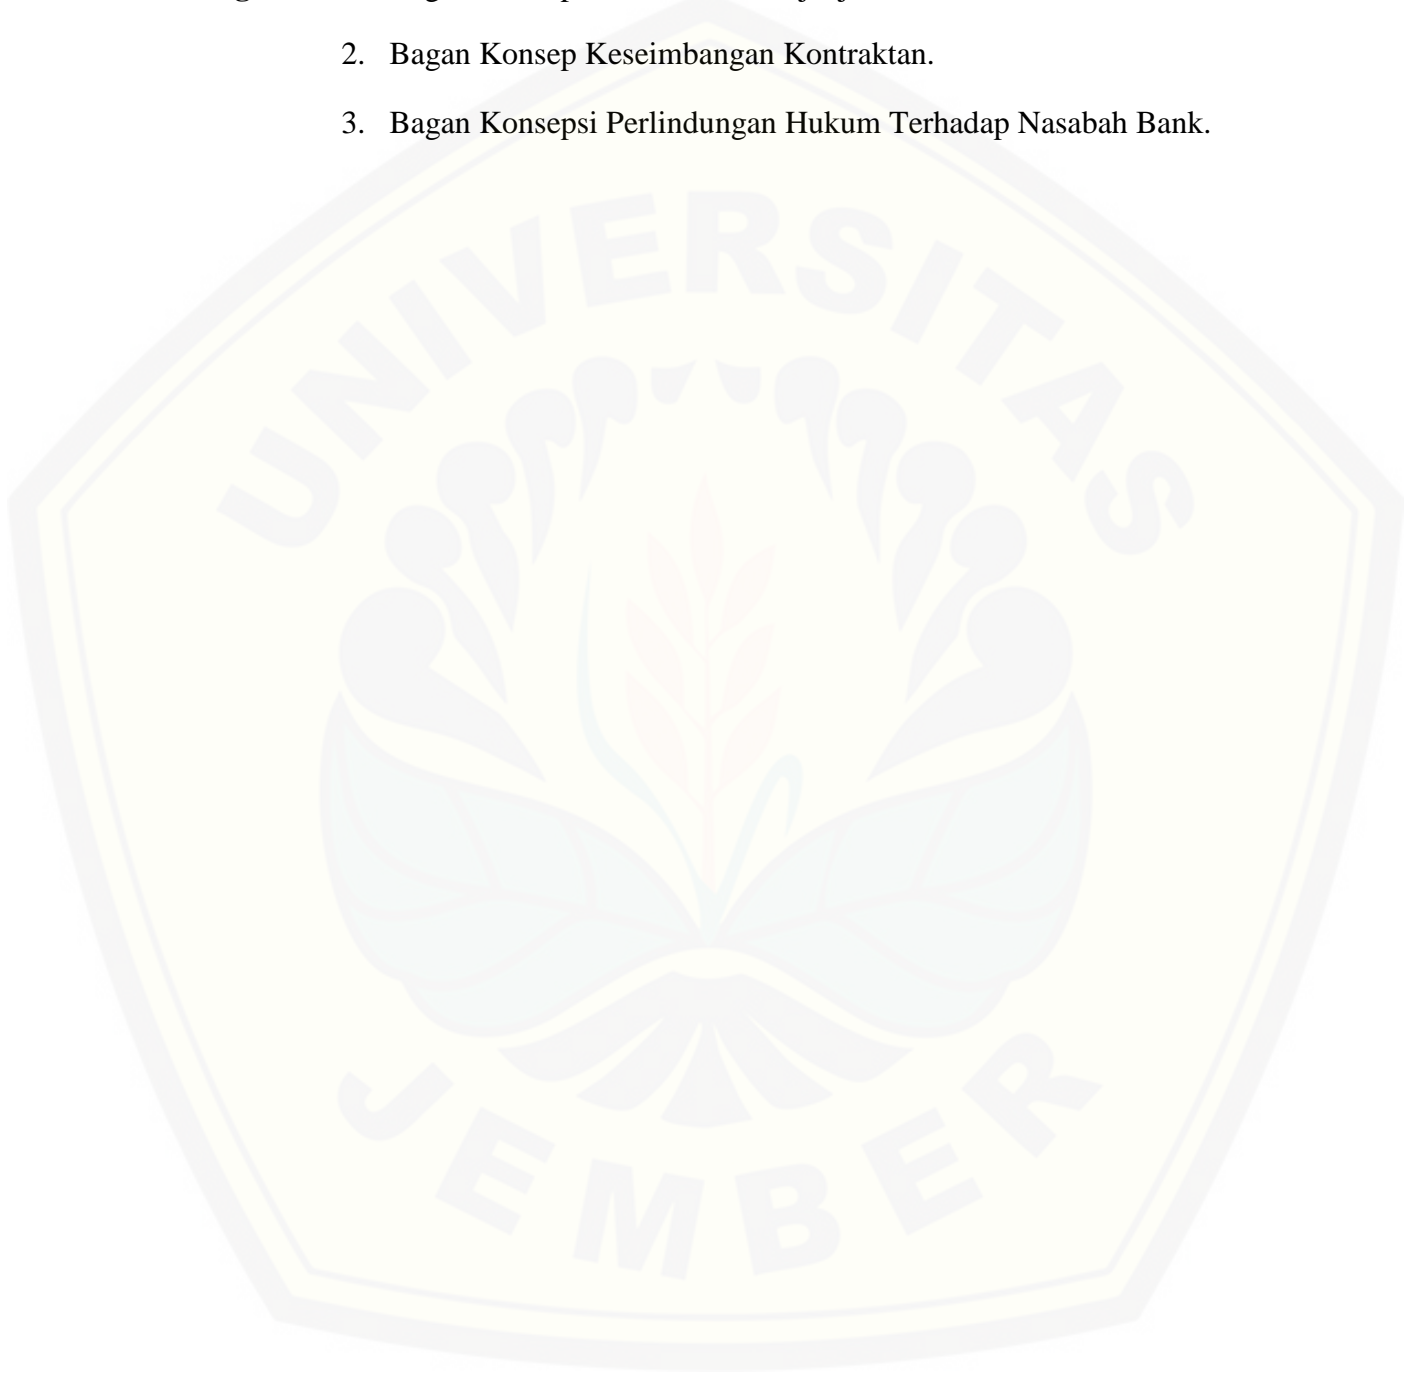 2. Bagan Konsep Keseimbangan Kontraktan.
3. Bagan Konsepsi Perlindungan Hukum Terhadap Nasabah Bank.
UNIVERSITAS
JEMBER